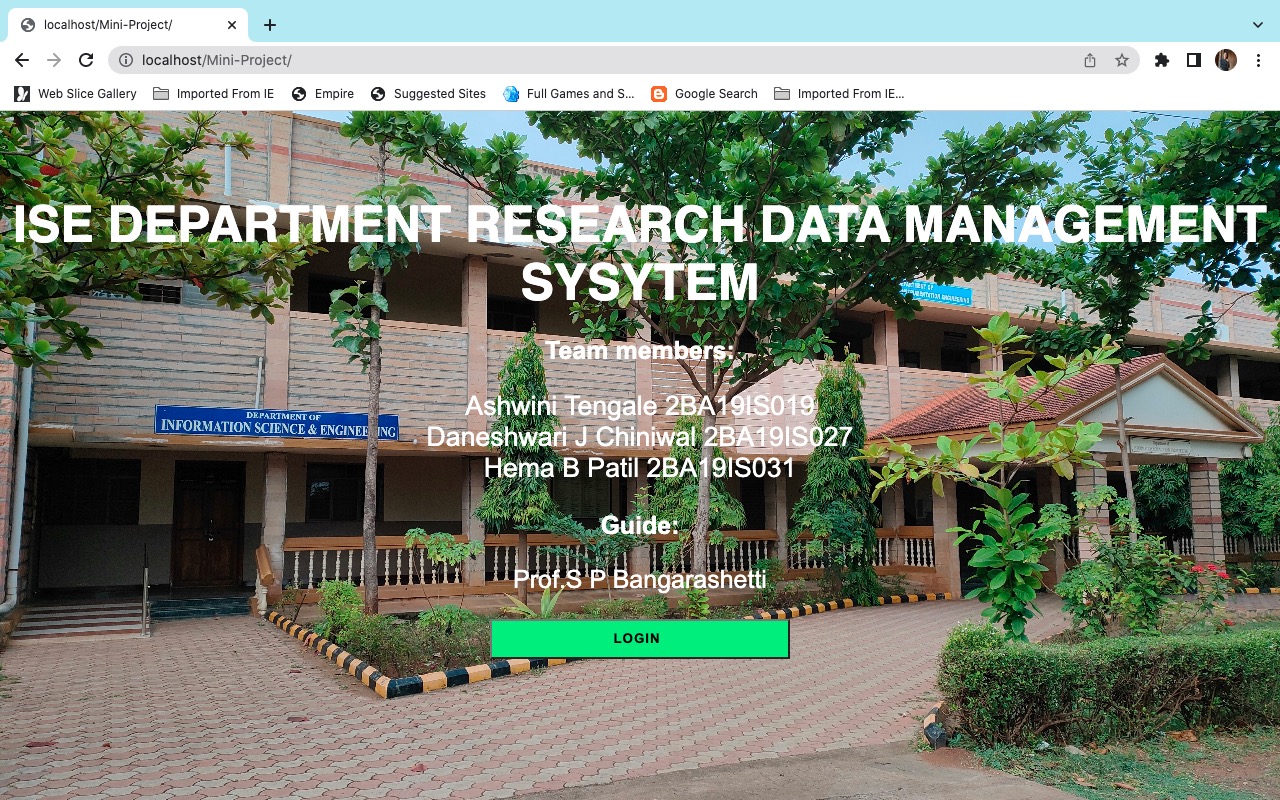 localhost/Mini-Project/
localhost/Mini-Project/
Web Slice Gallery
Imported From IE
Empire
Suggested Sites
Full Games and S...
Google Search
Imported From IE...
ISE DEPARTMENT RESEARCH DATA MANAGEMENT
SYSYTEM
Team members:
Ashwini Tengale 2BA19IS019
DEPARTMENT OF
INFORMATION SCIENCE & ENGINEERING
Daneshwari J Chiniwal 2BA19IS027
Hema B Patil 2BA19IS031
Guide:
Prof.S P Bangarashetti
LOGIN